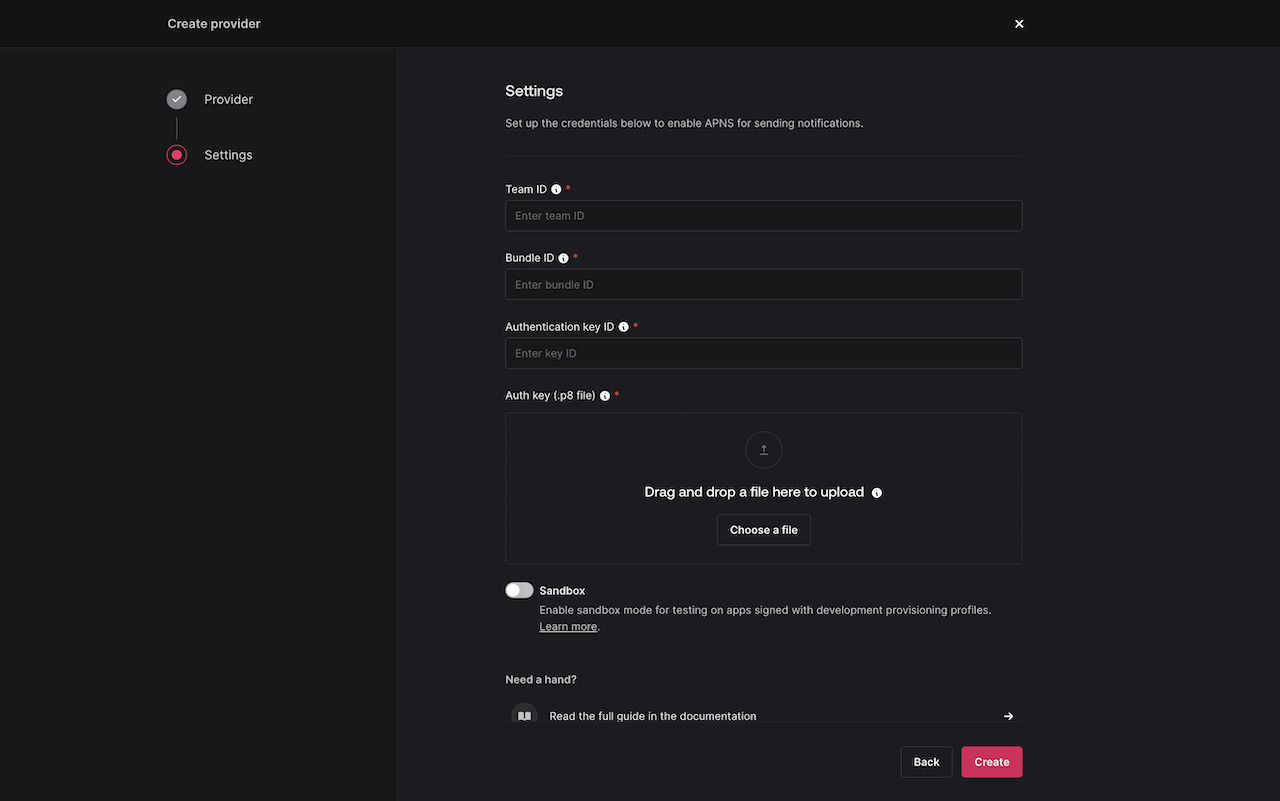 Create provider
Provider
Settings
Settings
Set up the credentials below to enable APNS for sending notifications.
Team ID *
Enter team ID
Bundle ID *
Enter bundle ID
Authentication key ID *
Enter key ID
Auth key (.p8 file) *
Drag and drop a file here to upload
Choose a file
Sandbox
Enable sandbox mode for testing on apps signed with development provisioning profiles.
Learn more.
Need a hand?
Read the full guide in the documentation
Back
Create